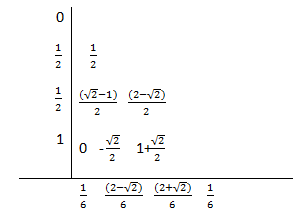 0
1/2 1/2
1/2 (√2−1)/2 (2−√2)/2
1 0 -√2/2 1+√2/2
1/6 (2−√2)/6 (2+√2)/6 1/6